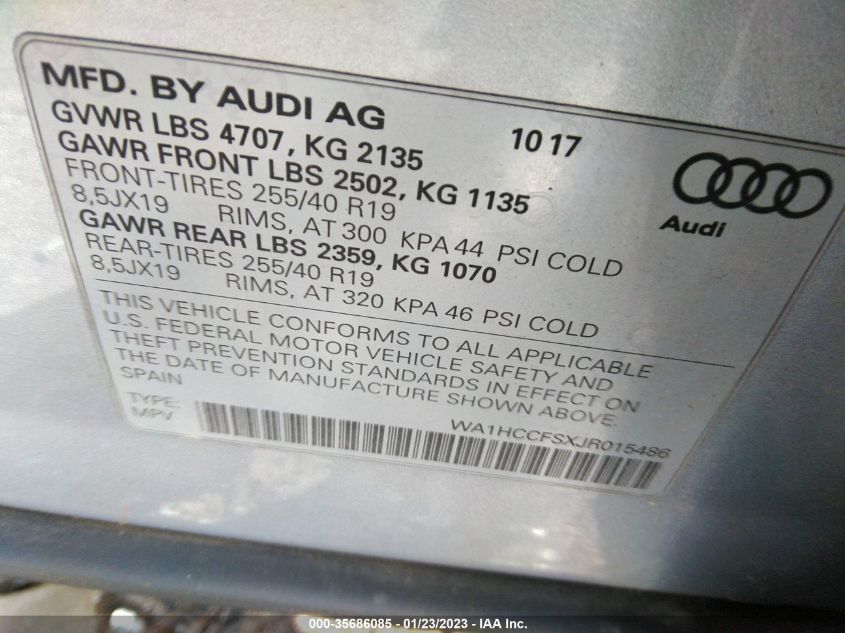 MFD. BY AUDI AG 10 17
GVWR LBS 4707, KG 2135
GAWR FRONT LBS 2502, KG 1135
FRONT-TIRES 255/40 R19
8,5JX19 RIMS, AT 300 KPA 44 PSI COLD
GAWR REAR LBS 2359, KG 1070
REAR-TIRES 255/40 R19
8,5JX19 RIMS, AT 320 KPA 46 PSI COLD
Audi
THIS VEHICLE CONFORMS TO ALL APPLICABLE
U.S. FEDERAL MOTOR VEHICLE SAFETY AND
THEFT PREVENTION STANDARDS IN EFFECT ON
THE DATE OF MANUFACTURE SHOWN ABOVE.
SPAIN
TYPE:
MPV
WA1HCCFSXJR015486
000-35686085 - 01/23/2023 - IAA Inc.